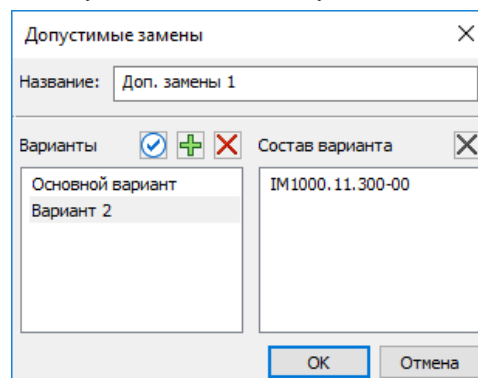 Допустимые замены
Название: Доп. замены 1
Варианты
Состав варианта
Основной вариант
Вариант 2
IM1000.11.300-00
OK
Отмена